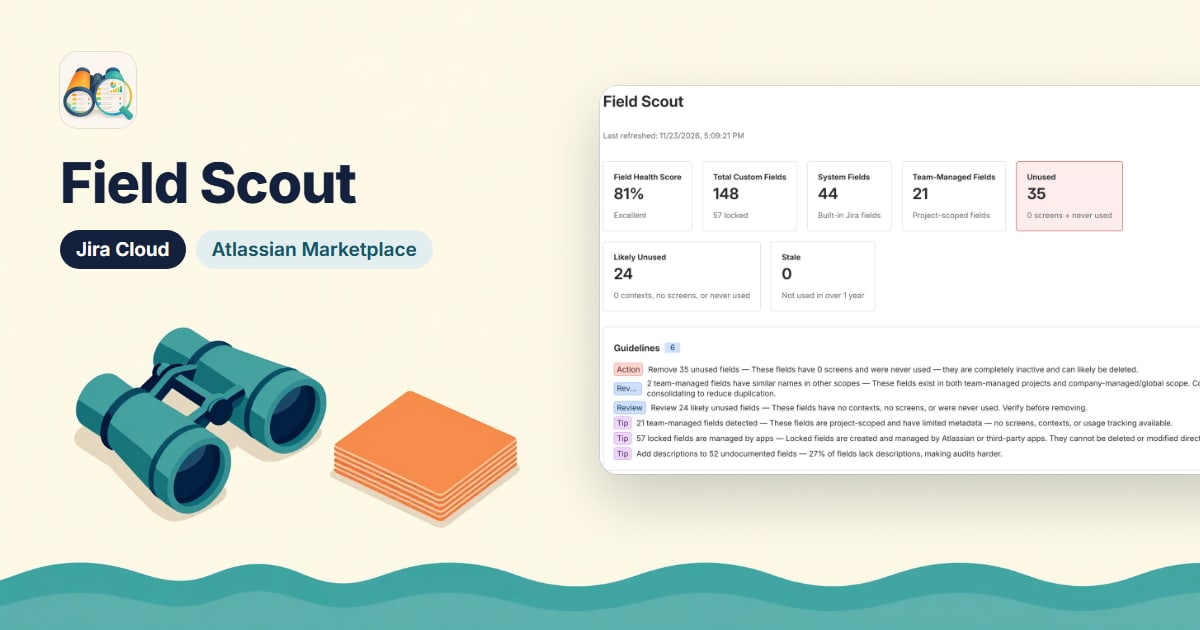 Field Scout
Jira Cloud
Atlassian Marketplace
Field Scout
Last refreshed: 11/23/2026, 5:09:21 PM
Field Health Score
81%
Excellent
Total Custom Fields
148
57 locked
System Fields
44
Built-in Jira fields
Team-Managed Fields
21
Project-scoped fields
Unused
35
0 screens + never used
Likely Unused
24
0 contexts, no screens, or never used
Stale
0
Not used in over 1 year
Guidelines 6
Action Remove 35 unused fields — These fields have 0 screens and were never used — they are completely inactive and can likely be deleted.
Rev... 2 team-managed fields have similar names in other scopes — These fields exist in both team-managed projects and company-managed/global scope. Co
consolidating to reduce duplication.
Review Review 24 likely unused fields — These fields have no contexts, no screens, or were never used. Verify before removing.
Tip 21 team-managed fields detected — These fields are project-scoped and have limited metadata — no screens, contexts, or usage tracking available.
Tip 57 locked fields are managed by apps — Locked fields are created and managed by Atlassian or third-party apps. They cannot be deleted or modified direct
Tip Add descriptions to 52 undocumented fields — 27% of fields lack descriptions, making audits harder.